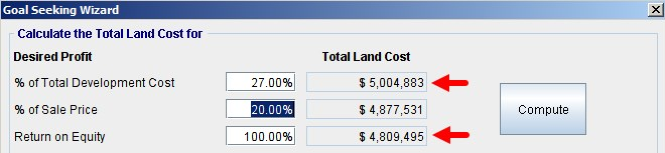 Goal Seeking Wizard
Calculate the Total Land Cost for
Desired Profit Total Land Cost
% of Total Development Cost 27.00% $ 5,004,883
% of Sale Price 20.00% $ 4,877,531
Compute
Return on Equity 100.00% $ 4,809,495